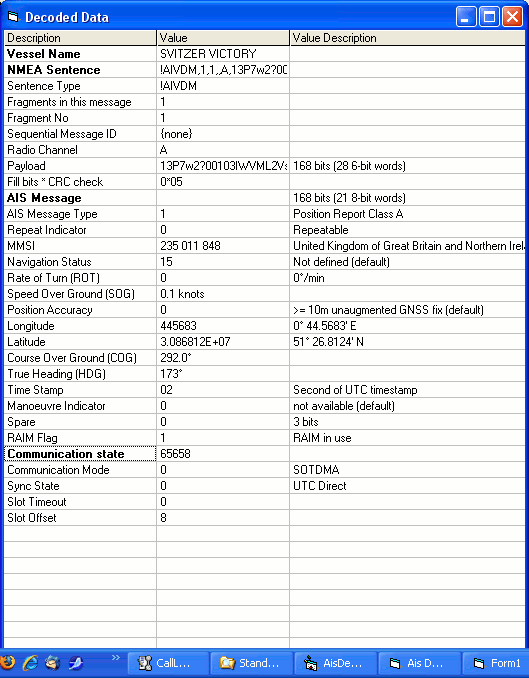 Decoded Data
Description Value Value Description
Vessel Name SVITZER VICTORY
NMEA Sentence !AIVDM,1,1,,A,13P7w2?00
Sentence Type !AIVDM
Fragments in this message 1
Fragment No 1
Sequential Message ID {none}
Radio Channel A
Payload 13P7w2?00103lWVML2Vs 168 bits (28 6-bit words)
Fill bits * CRC check 0*05
AIS Message 168 bits (21 8-bit words)
AIS Message Type 1 Position Report Class A
Repeat Indicator 0 Repeatable
MMSI 235 011 848 United Kingdom of Great Britain and Northern Irela
Navigation Status 15 Not defined (default)
Rate of Turn (ROT) 0 0°/min
Speed Over Ground (SOG) 0.1 knots
Position Accuracy 0 >= 10m unaugmented GNSS fix (default)
Longitude 445683 0° 44.5683' E
Latitude 3.086812E+07 51° 26.8124' N
Course Over Ground (COG) 292.0°
True Heading (HDG) 173°
Time Stamp 02 Second of UTC timestamp
Manoeuvre Indicator 0 not available (default)
Spare 0 3 bits
RAIM Flag 1 RAIM in use
Communication state 65658
Communication Mode 0 SOTDMA
Sync State 0 UTC Direct
Slot Timeout 0
Slot Offset 8
CallL... Stand... AisDe... Ais D... Form1